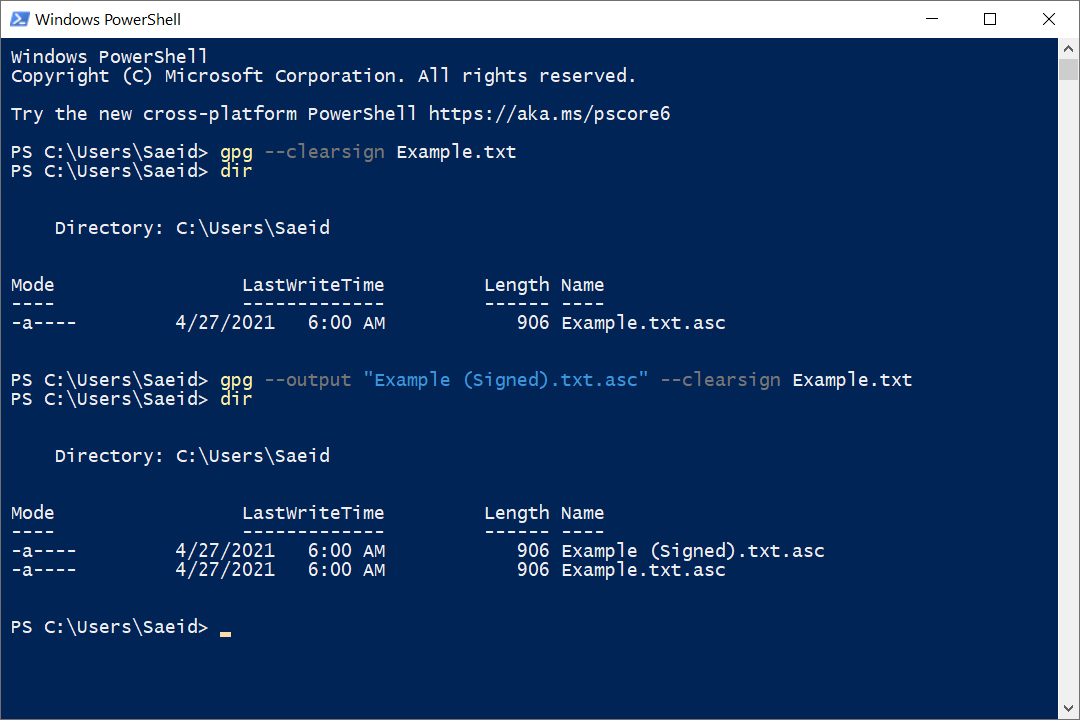 Windows PowerShell
Windows PowerShell
Copyright (C) Microsoft Corporation. All rights reserved.
Try the new cross-platform PowerShell https://aka.ms/pscore6
PS C:\Users\Saeid> gpg --clearsign Example.txt
PS C:\Users\Saeid> dir
    Directory: C:\Users\Saeid
Mode                 LastWriteTime         Length Name
----                 -------------         ------ ----
-a----         4/27/2021   6:00 AM            906 Example.txt.asc
PS C:\Users\Saeid> gpg --output "Example (Signed).txt.asc" --clearsign Example.txt
PS C:\Users\Saeid> dir
    Directory: C:\Users\Saeid
Mode                 LastWriteTime         Length Name
----                 -------------         ------ ----
-a----         4/27/2021   6:00 AM            906 Example (Signed).txt.asc
-a----         4/27/2021   6:00 AM            906 Example.txt.asc
PS C:\Users\Saeid>